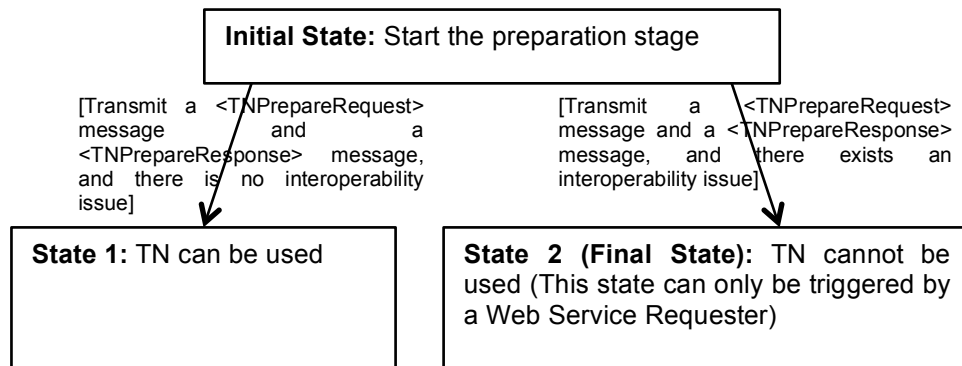 Initial State: Start the preparation stage
[Transmit a <TNPrepareRequest>
message and a
<TNPrepareResponse> message,
and there is no interoperability
issue]
[Transmit a <TNPrepareRequest>
message and a <TNPrepareResponse>
message, and there exists an
interoperability issue]
State 1: TN can be used
State 2 (Final State): TN cannot be
used (This state can only be triggered by
a Web Service Requester)